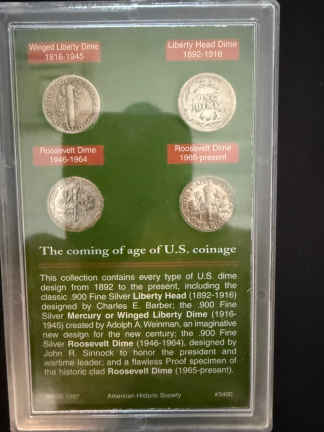 Winged Liberty Dime
1916-1945
Liberty Head Dime
1892-1916
ONE
DIME
Roosevelt Dime
1946-1964
Roosevelt Dime
1965-present
The coming of age of U.S. coinage
This collection contains every type of U.S. dime
design from 1892 to the present, including the
classic .900 Fine Silver Liberty Head (1892-1916)
designed by Charles E. Barber; the .900 Fine
Silver Mercury or Winged Liberty Dime (1916-
1945) created by Adolph A. Weinman, an imaginative
new design for the new century; the .900 Fine
Silver Roosevelt Dime (1946-1964), designed by
John R. Sinnock to honor the president and
wartime leader; and a flawless Proof specimen of
the historic clad Roosevelt Dime (1965-present).
1997
American Historic Society